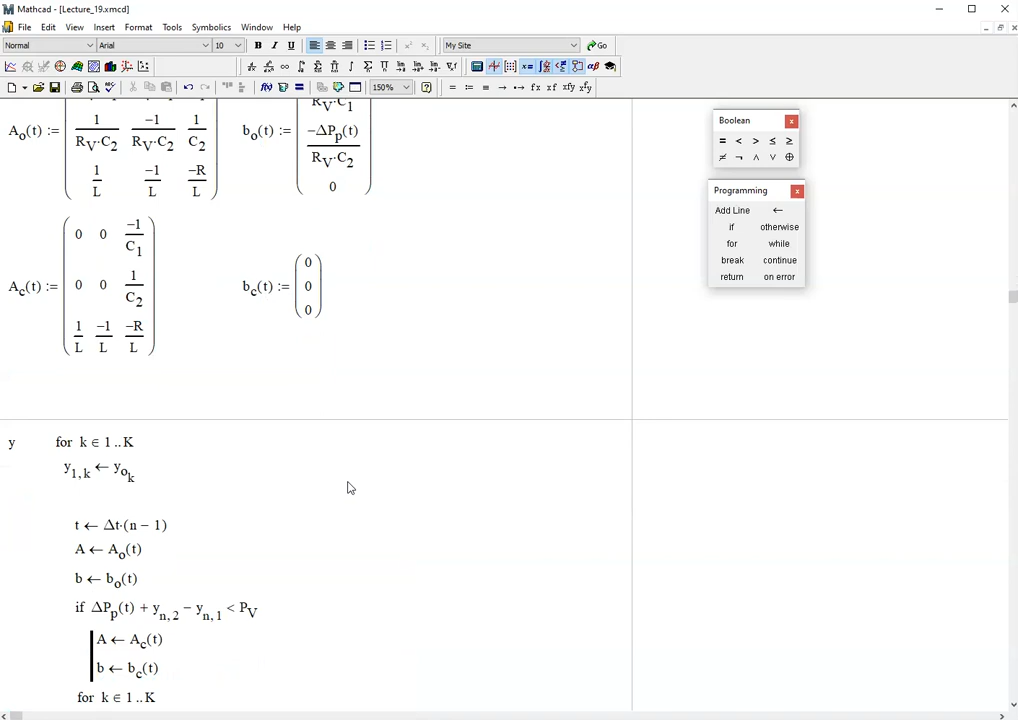 Mathcad - [Lecture_19.xmcd]
File Edit View Insert Format Tools Symbolics Window Help
Normal Arial 10 B I U My Site Go
150%
A_o(t) := 1/(R_V·C_2) -1/(R_V·C_2) 1/C_2
1/L -1/L -R/L
b_o(t) := R_V·C_1
-ΔP_p(t)/(R_V·C_2)
0
A_c(t) := 0 0 -1/C_1
0 0 1/C_2
1/L -1/L -R/L
b_c(t) := 0
0
0
y for k ∈ 1 .. K
y_1,k ← y_o_k
t ← Δt·(n − 1)
A ← A_o(t)
b ← b_o(t)
if ΔP_p(t) + y_n,2 − y_n,1 < P_V
A ← A_c(t)
b ← b_c(t)
for k ∈ 1 .. K
Boolean x
= < > ≤ ≥
≠ ¬ ∧ ∨ ⊕
Programming x
Add Line ←
if otherwise
for while
break continue
return on error